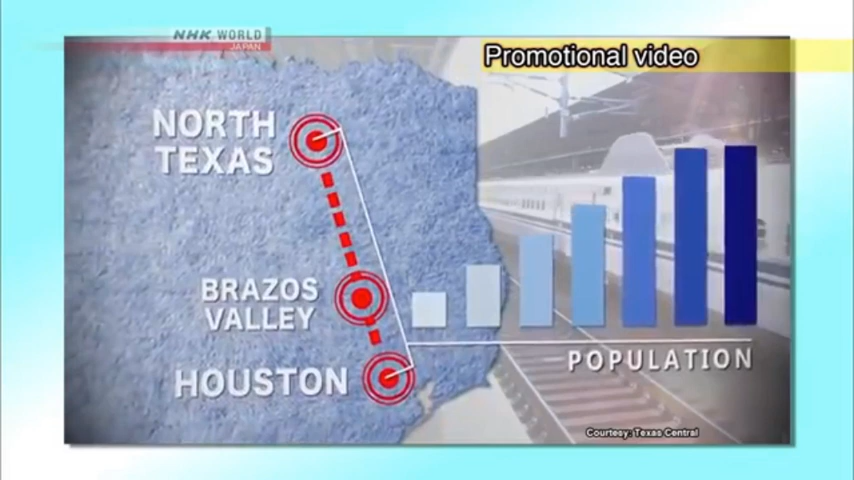 NHK WORLD
JAPAN
Promotional video
NORTH
TEXAS
BRAZOS
VALLEY
HOUSTON
POPULATION
Courtesy: Texas Central